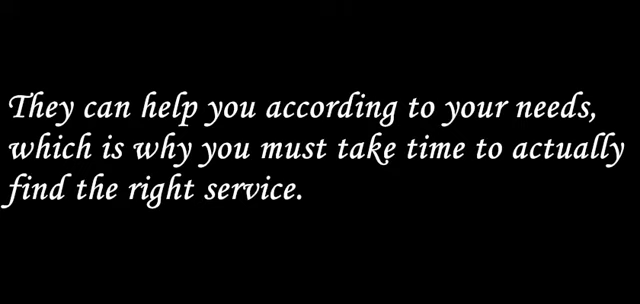 They can help you according to your needs,
which is why you must take time to actually
find the right service.